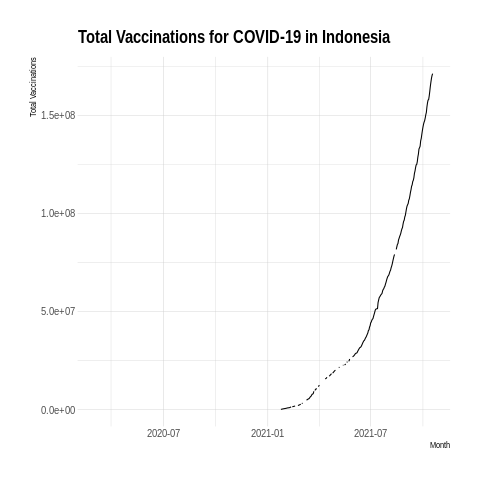 Total Vaccinations for COVID-19 in Indonesia
Total Vaccinations
1.5e+08
1.0e+08
5.0e+07
0.0e+00
2020-07 2021-01 2021-07
Month